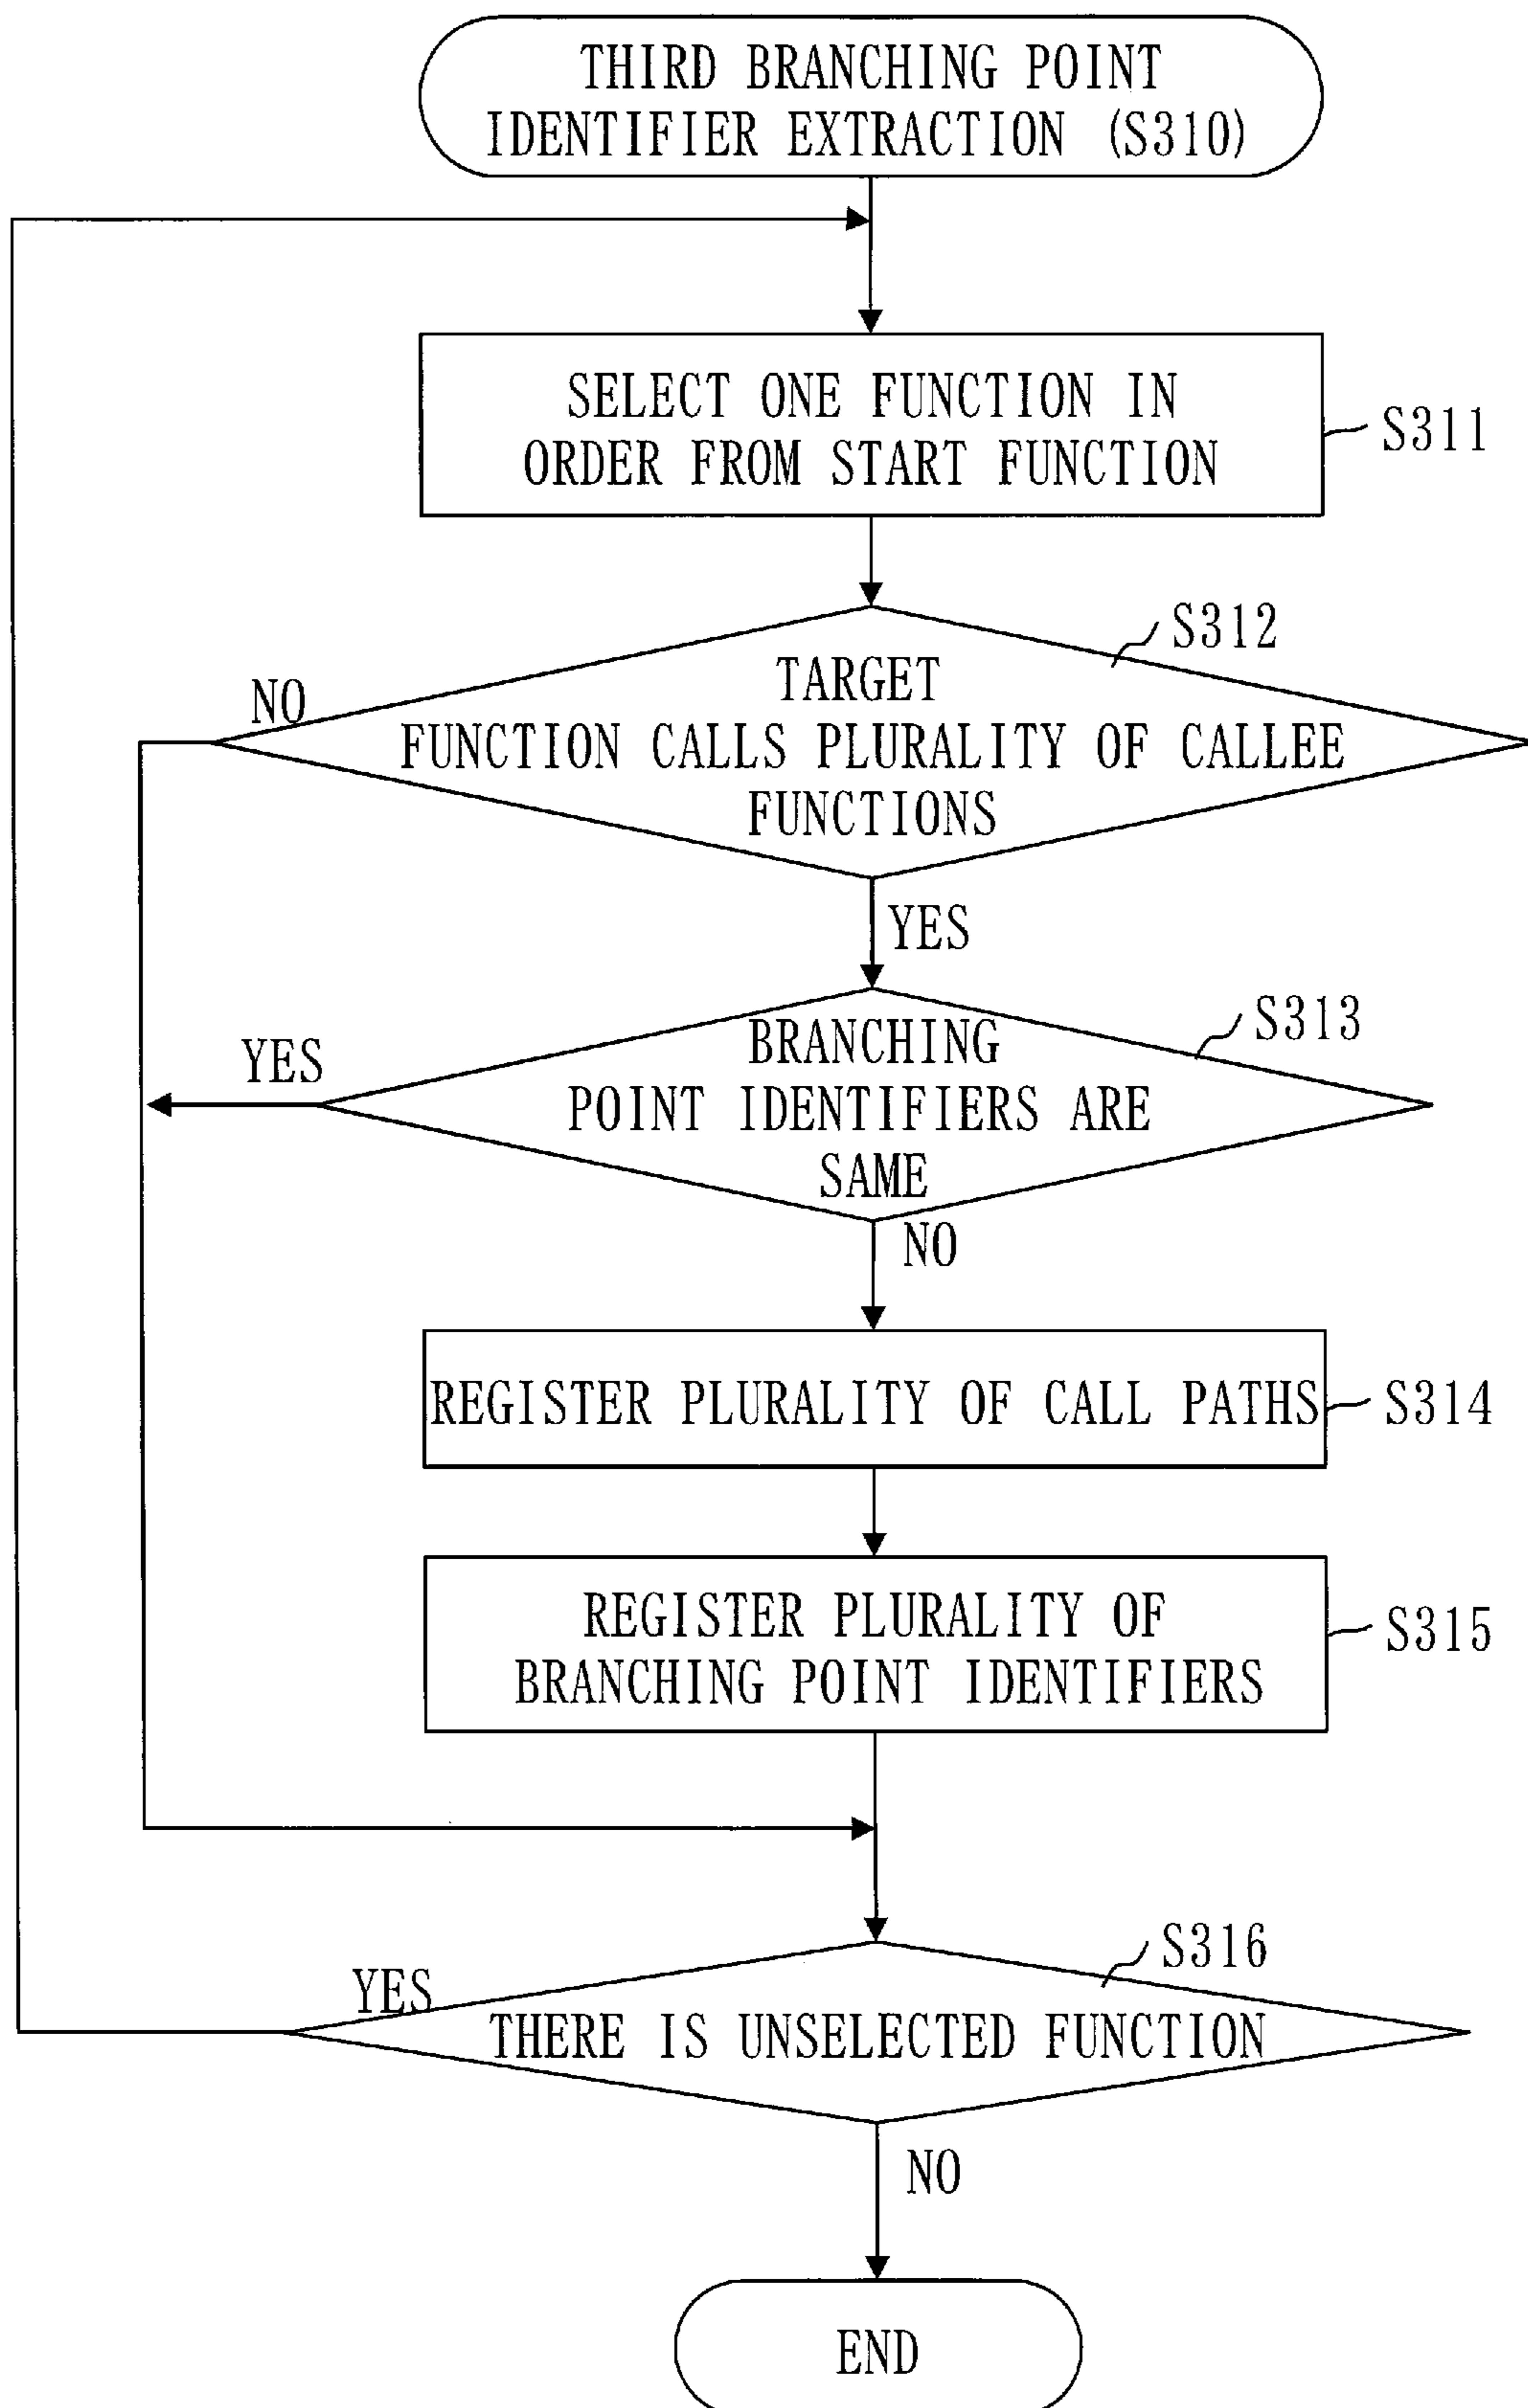 THIRD BRANCHING POINT
IDENTIFIER EXTRACTION (S310)
SELECT ONE FUNCTION IN
ORDER FROM START FUNCTION
S311
S312
NO
TARGET
FUNCTION CALLS PLURALITY OF CALLEE
FUNCTIONS
YES
S313
YES
BRANCHING
POINT IDENTIFIERS ARE
SAME
NO
REGISTER PLURALITY OF CALL PATHS
S314
REGISTER PLURALITY OF
BRANCHING POINT IDENTIFIERS
S315
S316
YES
THERE IS UNSELECTED FUNCTION
NO
END